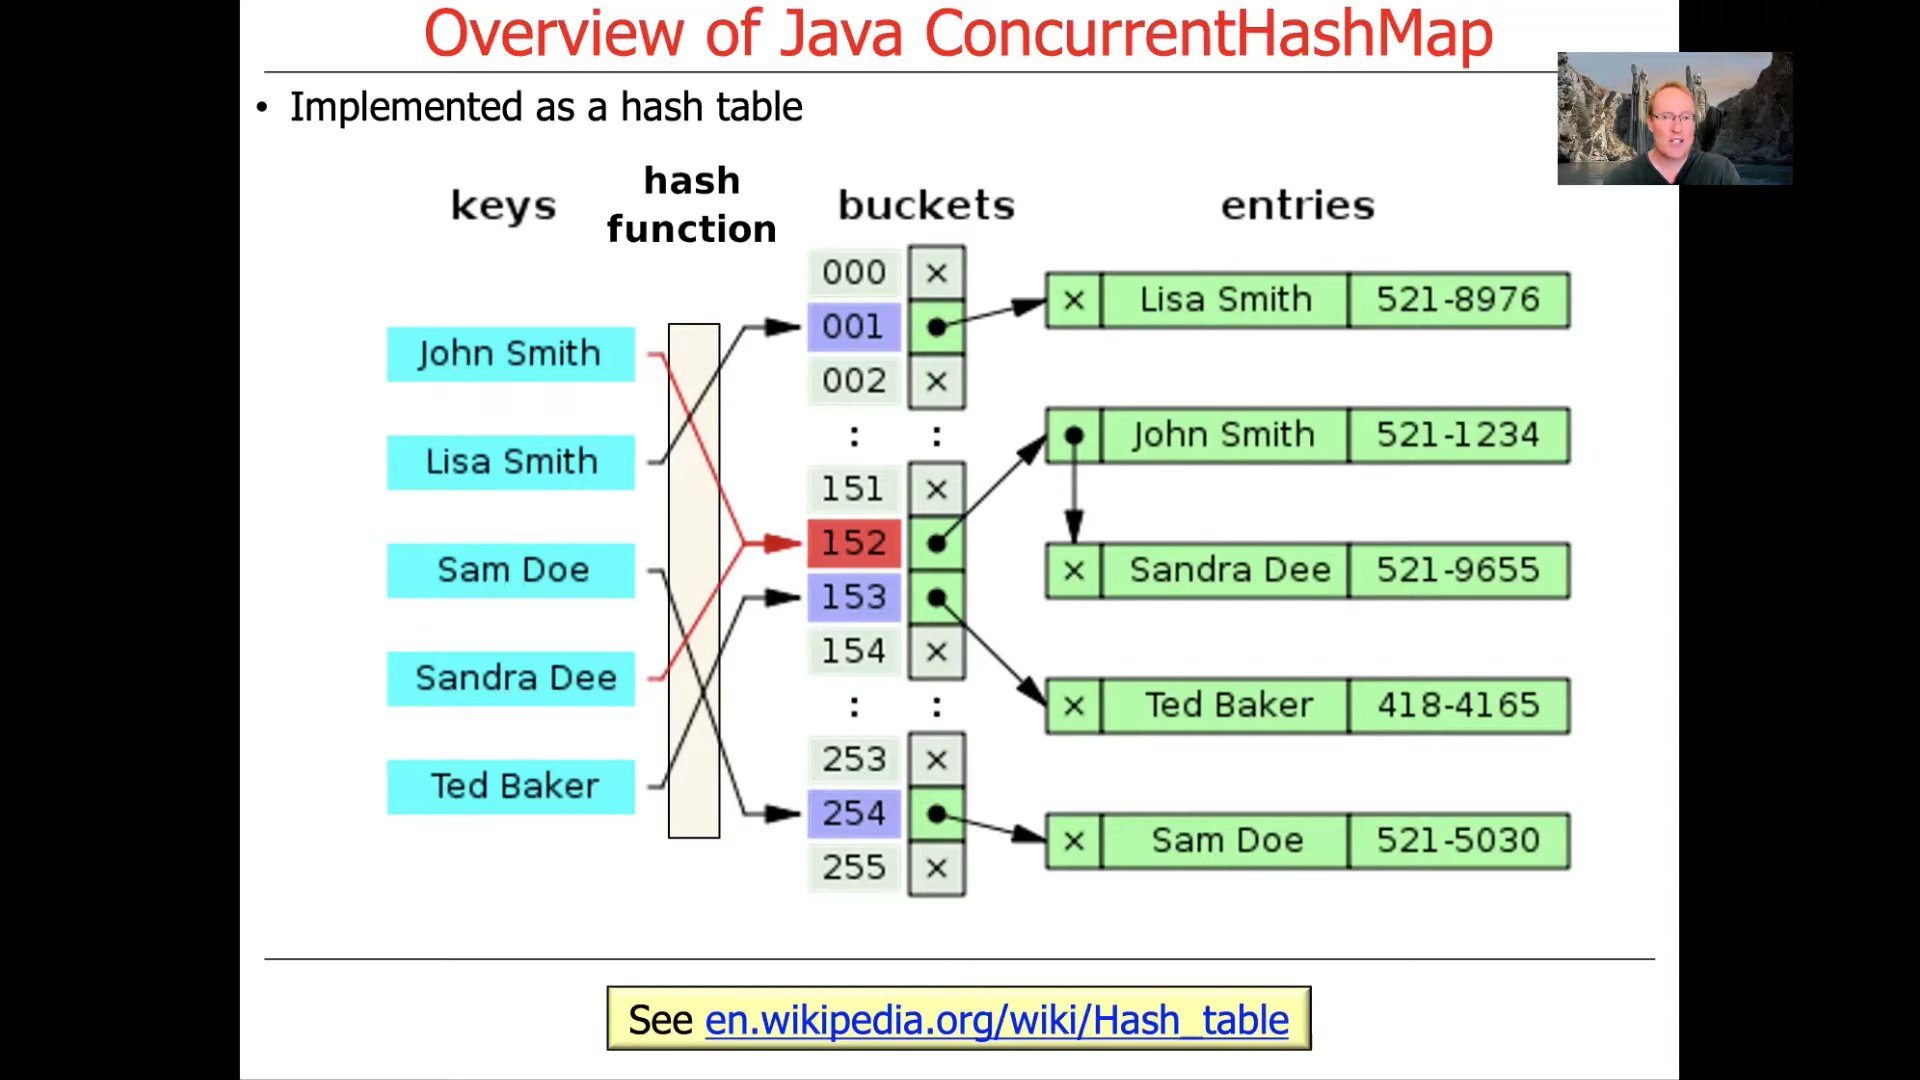 Overview of Java ConcurrentHashMap
• Implemented as a hash table
keys
hash
function
buckets
entries
John Smith
Lisa Smith
Sam Doe
Sandra Dee
Ted Baker
000 ×
001
002 ×
: :
151 ×
152
153
154 ×
: :
253 ×
254
255 ×
× Lisa Smith 521-8976
John Smith 521-1234
× Sandra Dee 521-9655
× Ted Baker 418-4165
× Sam Doe 521-5030
See en.wikipedia.org/wiki/Hash_table